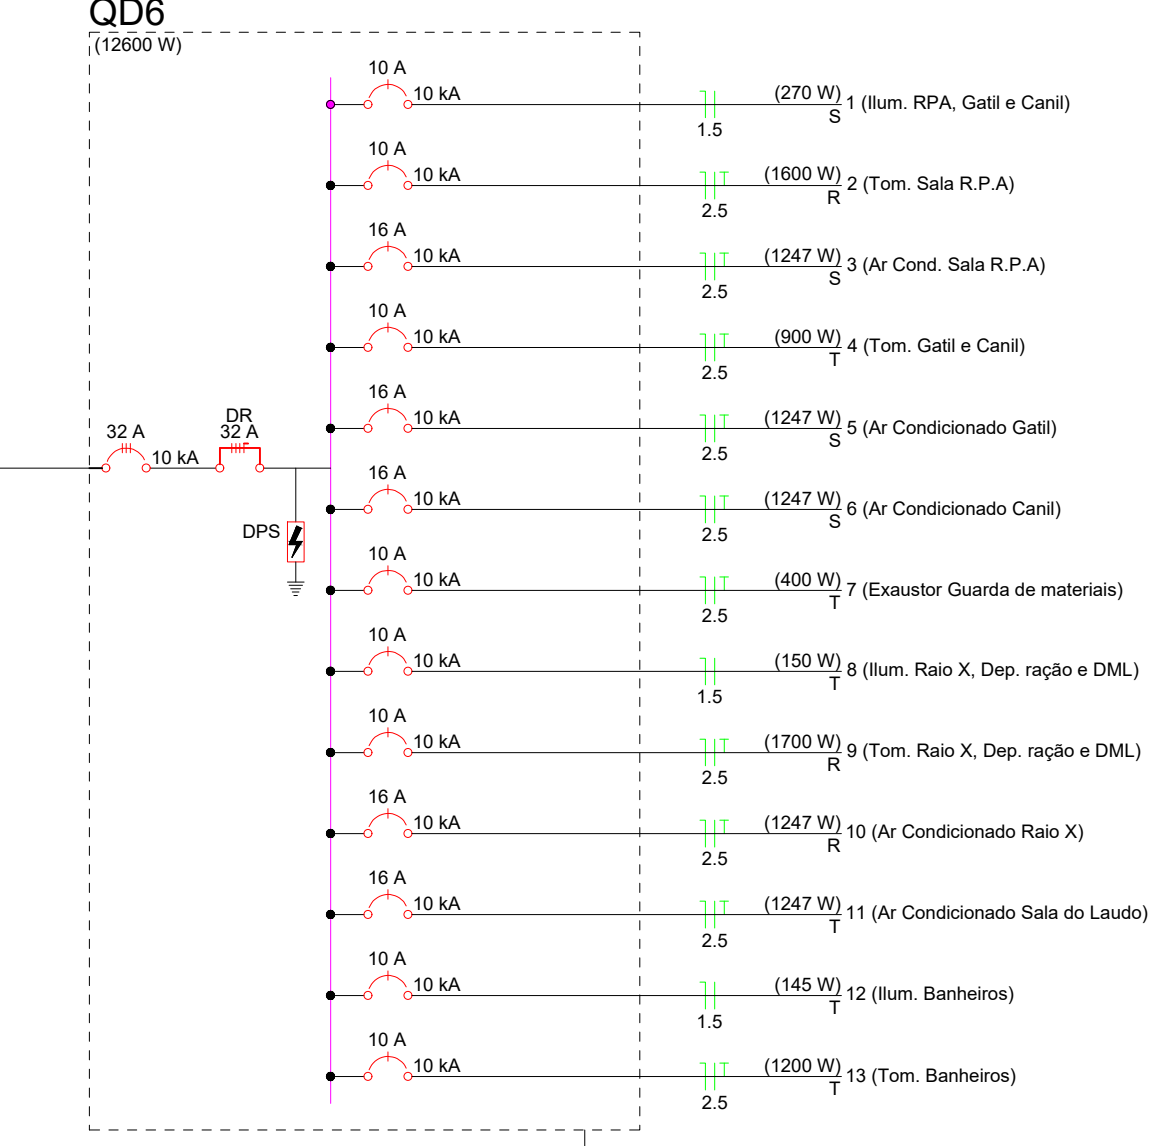 QD6
(12600 W)
10 A
10 kA
1.5
(270 W)
S
1 (Ilum. RPA, Gatil e Canil)
10 A
10 kA
2.5
(1600 W)
R
2 (Tom. Sala R.P.A)
16 A
10 kA
2.5
(1247 W)
S
3 (Ar Cond. Sala R.P.A)
10 A
10 kA
2.5
(900 W)
T
4 (Tom. Gatil e Canil)
16 A
10 kA
2.5
(1247 W)
S
5 (Ar Condicionado Gatil)
32 A
10 kA
DR
32 A
DPS
16 A
10 kA
2.5
(1247 W)
S
6 (Ar Condicionado Canil)
10 A
10 kA
2.5
(400 W)
T
7 (Exaustor Guarda de materiais)
10 A
10 kA
1.5
(150 W)
T
8 (Ilum. Raio X, Dep. ração e DML)
10 A
10 kA
2.5
(1700 W)
R
9 (Tom. Raio X, Dep. ração e DML)
16 A
10 kA
2.5
(1247 W)
R
10 (Ar Condicionado Raio X)
16 A
10 kA
2.5
(1247 W)
T
11 (Ar Condicionado Sala do Laudo)
10 A
10 kA
1.5
(145 W)
T
12 (Ilum. Banheiros)
10 A
10 kA
2.5
(1200 W)
T
13 (Tom. Banheiros)